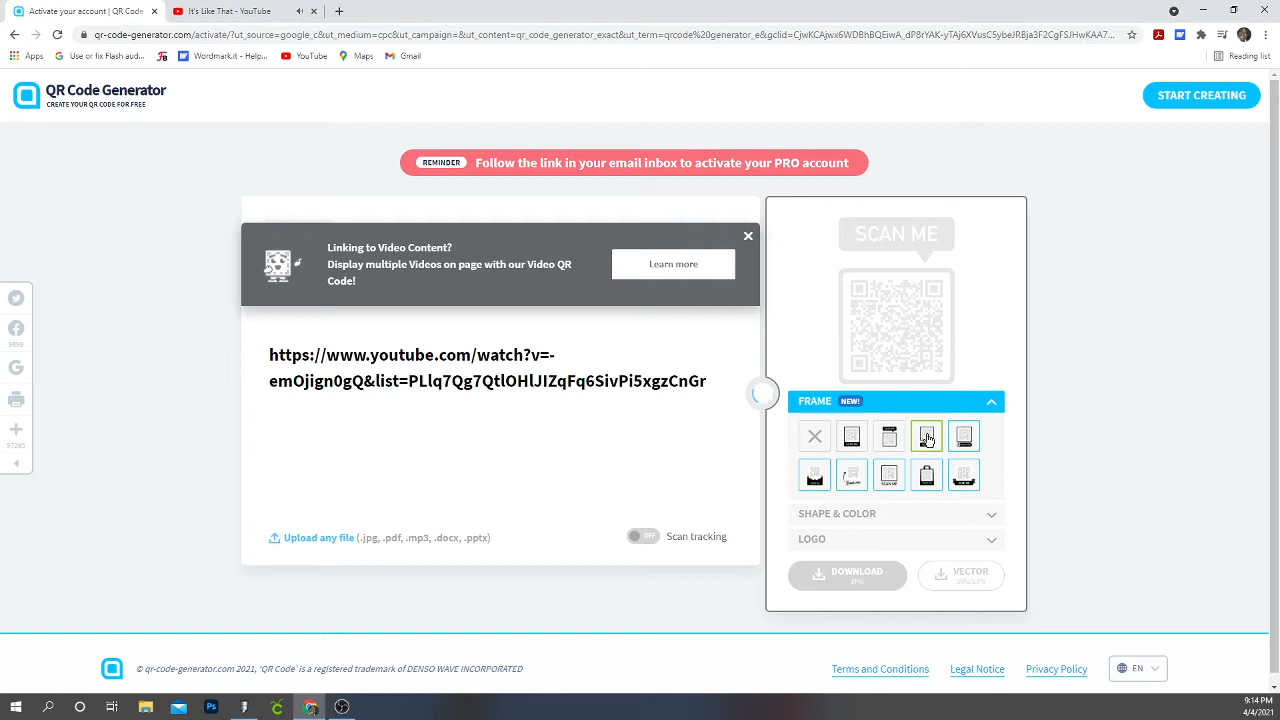 Activate your account | QR Code
It's Like That - YouTube
qr-code-generator.com/activate/?ut_source=google_c&ut_medium=cpc&ut_campaign=&ut_content=qr_code_generator_exact&ut_term=qrcode%20generator_e&gclid=
Apps
Use or fix Flash aud...
Wordmark.it - Help...
YouTube
Maps
Gmail
Reading list
QR Code Generator
CREATE YOUR QR CODE FOR FREE
START CREATING
REMINDER Follow the link in your email inbox to activate your PRO account
Linking to Video Content?
Display multiple Videos on page with our Video QR
Code!
Learn more
SCAN ME
9899
97285
https://www.youtube.com/watch?v=-
emOjign0gQ&list=PLlq7Qg7QtlOHlJIZqFq6SivPi5xgzCnGr
FRAME NEW!
SCAN ME
SHAPE & COLOR
LOGO
Upload any file (.jpg, .pdf, .mp3, .docx, .pptx)
OFF
Scan tracking
DOWNLOAD
JPG
VECTOR
SVG/EPS
© qr-code-generator.com 2021, 'QR Code' is a registered trademark of DENSO WAVE INCORPORATED
Terms and Conditions
Legal Notice
Privacy Policy
EN
9:14 PM
4/4/2021